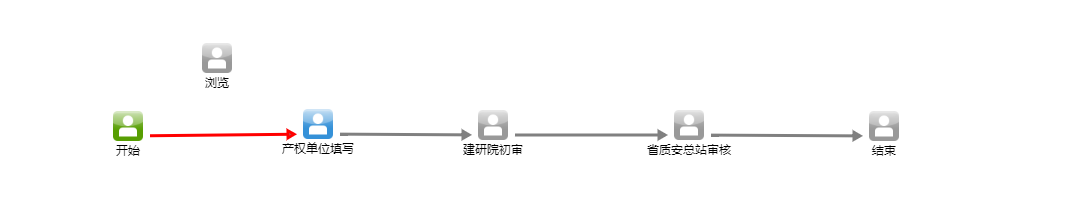 浏览
开始
产权单位填写
建研院初审
省质安总站审核
结束